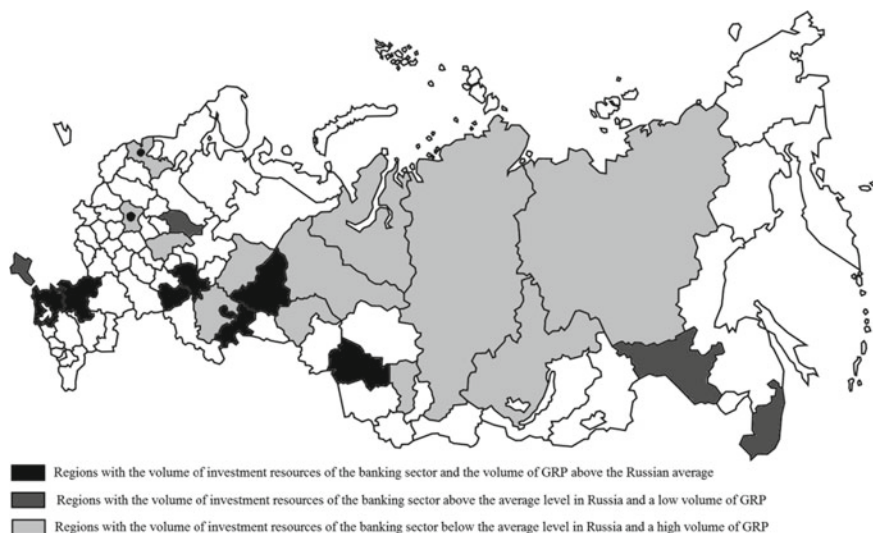 Regions with the volume of investment resources of the banking sector and the volume of GRP above the Russian average
Regions with the volume of investment resources of the banking sector above the average level in Russia and a low volume of GRP
Regions with the volume of investment resources of the banking sector below the average level in Russia and a high volume of GRP